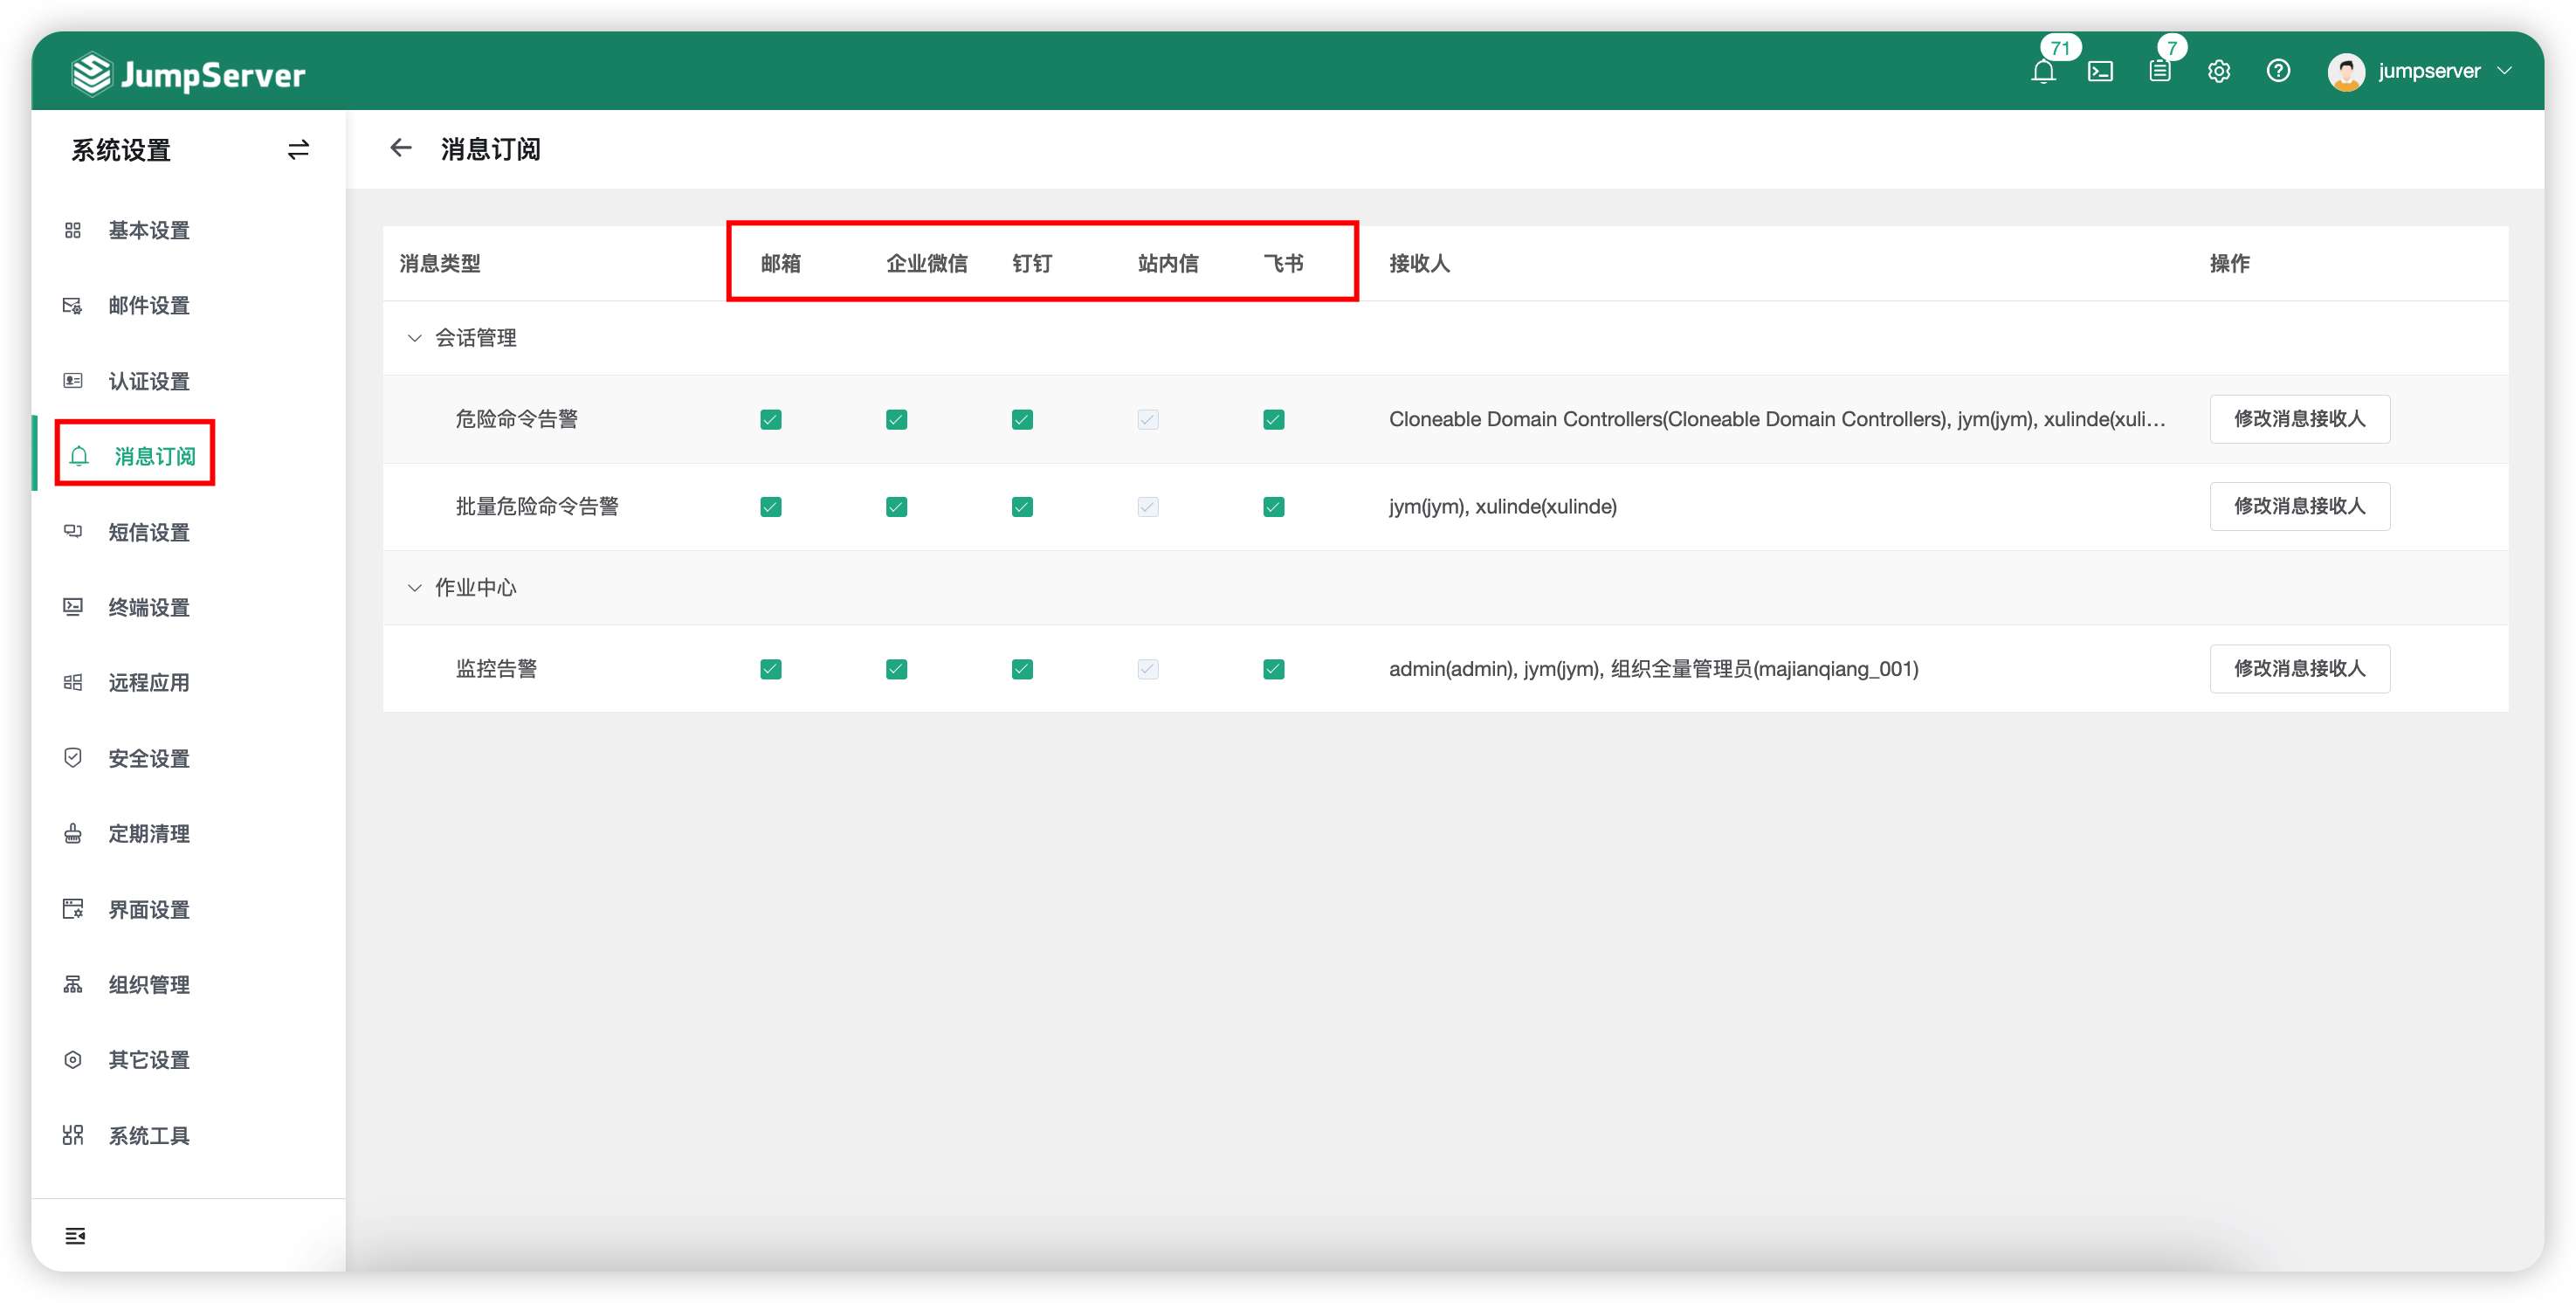 JumpServer
71
7
jumpserver
系统设置
消息订阅
基本设置
邮件设置
认证设置
消息订阅
短信设置
终端设置
远程应用
安全设置
定期清理
界面设置
组织管理
其它设置
系统工具
消息类型 邮箱 企业微信 钉钉 站内信 飞书 接收人 操作
会话管理
危险命令告警 Cloneable Domain Controllers(Cloneable Domain Controllers), jym(jym), xulinde(xuli... 修改消息接收人
批量危险命令告警 jym(jym), xulinde(xulinde) 修改消息接收人
作业中心
监控告警 admin(admin), jym(jym), 组织全量管理员(majianqiang_001) 修改消息接收人